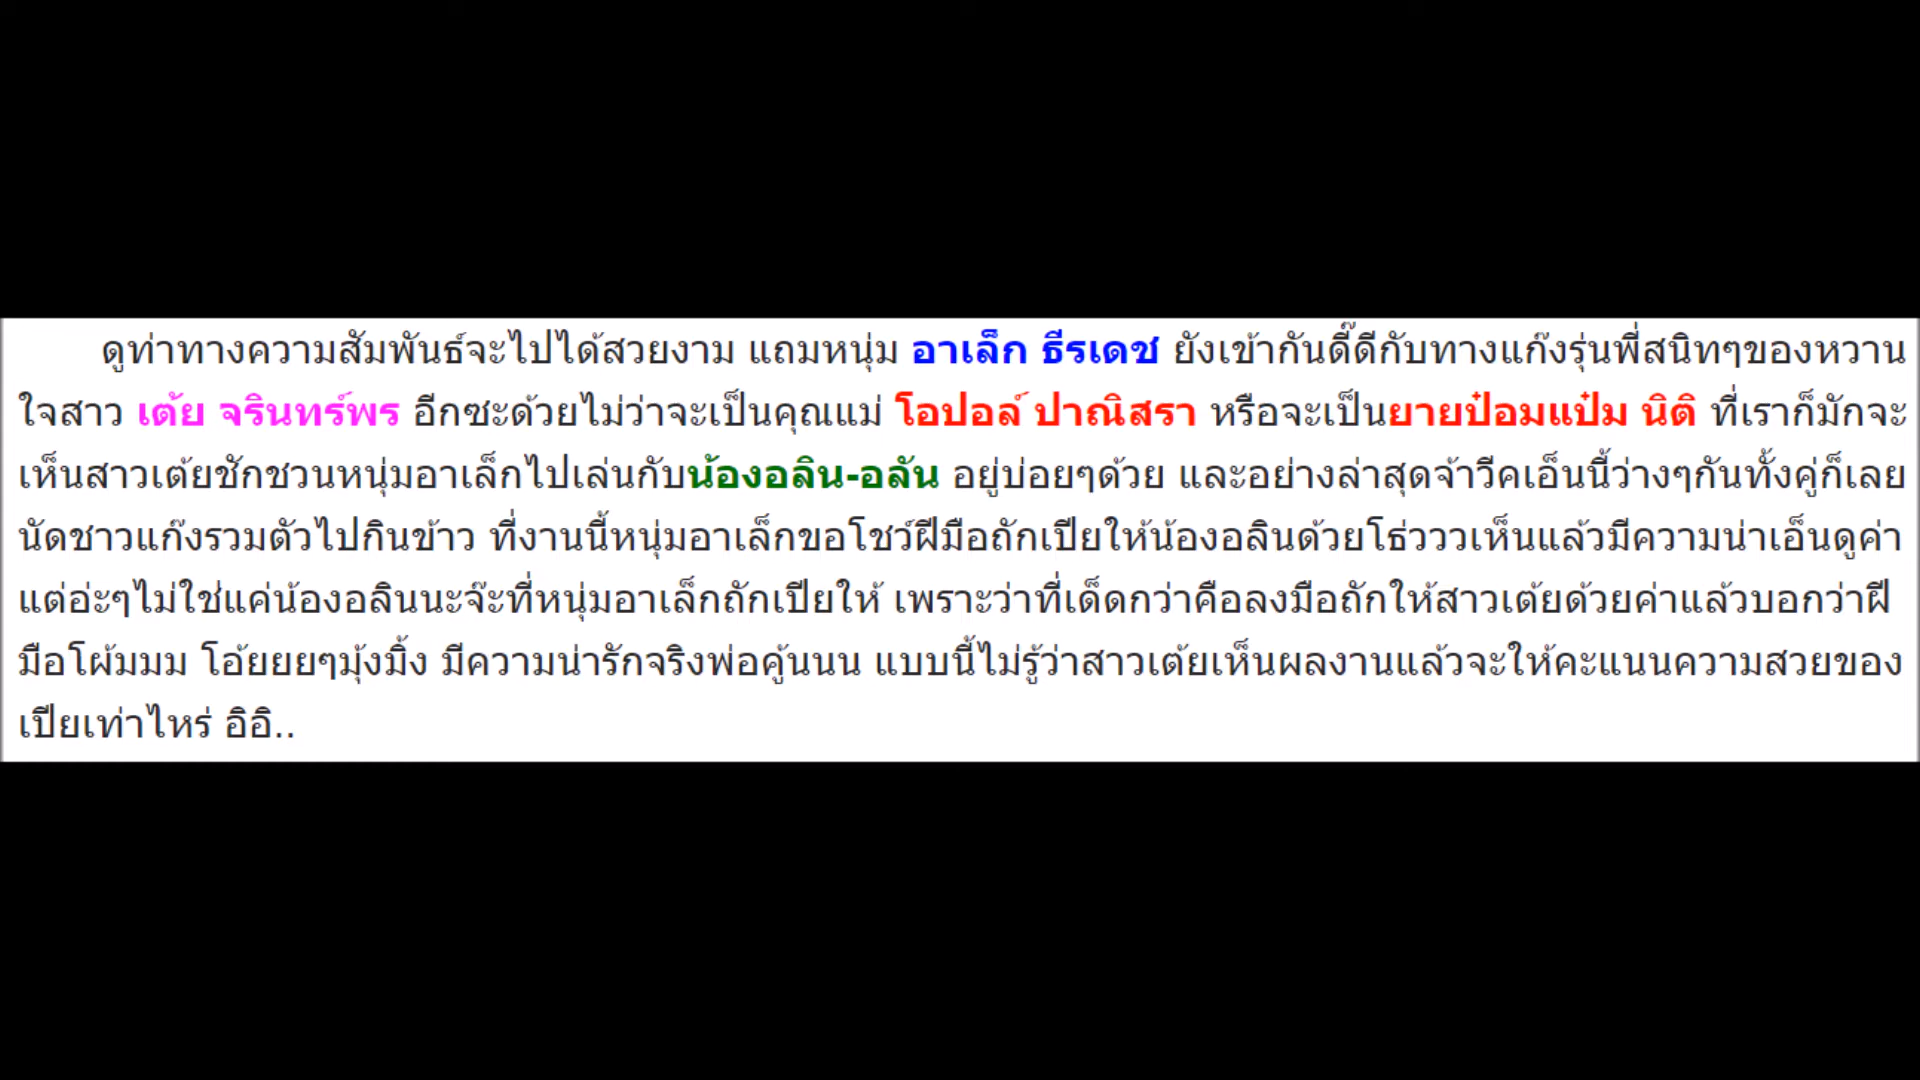 ดูท่าทางความสัมพันธ์จะไปได้สวยงาม แถมหนุ่ม อาเล็ก ธีรเดช ยังเข้ากันดี๊ดีกับทางแก๊งรุ่นพี่สนิทๆของหวาน
ใจสาว เต้ย จรินทร์พร อีกซะด้วยไม่ว่าจะเป็นคุณแม่ โอปอล์ ปาณิสรา หรือจะเป็นยายป๋อมแป๋ม นิติ ที่เราก็มักจะ
เห็นสาวเต้ยชักชวนหนุ่มอาเล็กไปเล่นกับน้องอลิน-อลัน อยู่บ่อยๆด้วย และอย่างล่าสุดจ้าวีคเอ็นนี้ว่างๆกันทั้งคู่ก็เลย
นัดชาวแก๊งรวมตัวไปกินข้าว ที่งานนี้หนุ่มอาเล็กขอโชว์ฝีมือถักเปียให้น้องอลินด้วยโธ่วววเห็นแล้วมีความน่าเอ็นดูค่า
แต่อ่ะๆไม่ใช่แค่น้องอลินนะจ๊ะที่หนุ่มอาเล็กถักเปียให้ เพราะว่าที่เด็ดกว่าคือลงมือถักให้สาวเต้ยด้วยค่าแล้วบอกว่าฝี
มือโผ้มมม โอ้ยยยๆมุ้งมิ้ง มีความน่ารักจริงพ่อคู้นนน แบบนี้ไม่รู้ว่าสาวเต้ยเห็นผลงานแล้วจะให้คะแนนความสวยของ
เปียเท่าไหร่ อิอิ..